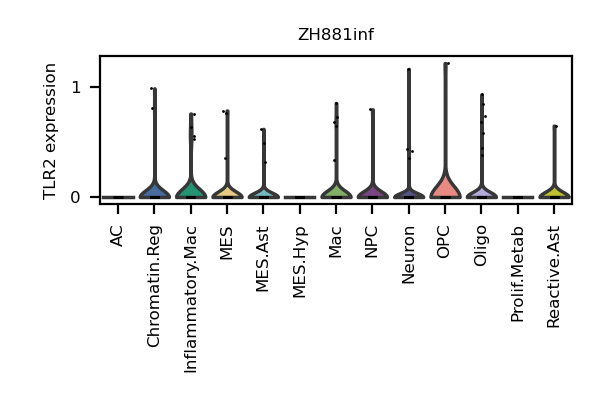 ZH881inf
TLR2 expression
1
0
AC
Chromatin.Reg
Inflammatory.Mac
MES
MES.Ast
MES.Hyp
Mac
NPC
Neuron
OPC
Oligo
Prolif.Metab
Reactive.Ast